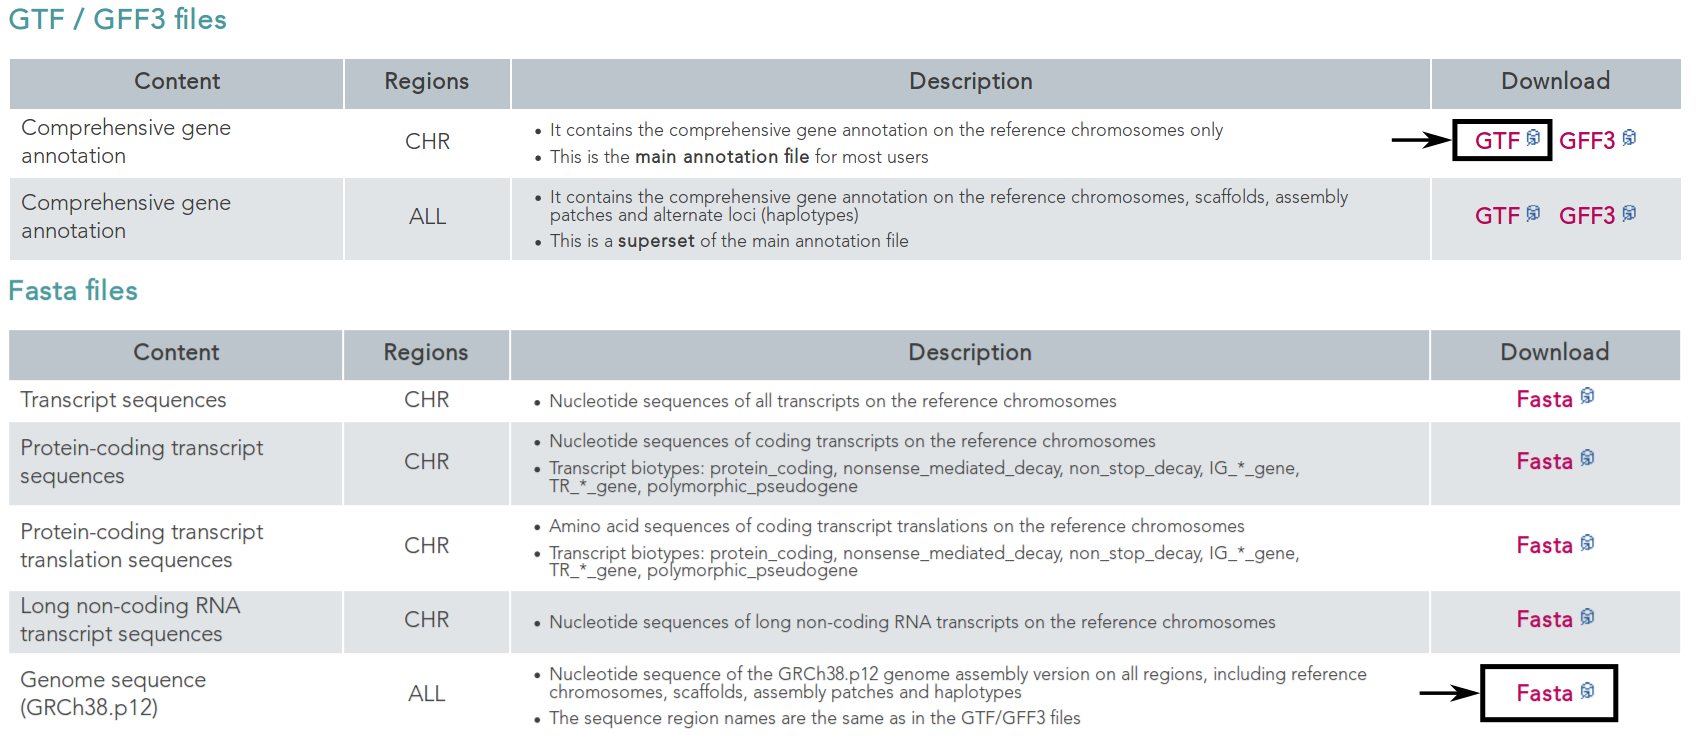 GTF / GFF3 files
Content Regions Description Download
Comprehensive gene
annotation
CHR
• It contains the comprehensive gene annotation on the reference chromosomes only
• This is the main annotation file for most users
GTF GFF3
Comprehensive gene
annotation
ALL
• It contains the comprehensive gene annotation on the reference chromosomes, scaffolds, assembly
patches and alternate loci (haplotypes)
• This is a superset of the main annotation file
GTF GFF3
Fasta files
Content Regions Description Download
Transcript sequences
CHR
• Nucleotide sequences of all transcripts on the reference chromosomes
Fasta
Protein-coding transcript
sequences
CHR
• Nucleotide sequences of coding transcripts on the reference chromosomes
• Transcript biotypes: protein_coding, nonsense_mediated_decay, non_stop_decay, IG_*_gene,
TR_*_gene, polymorphic_pseudogene
Fasta
Protein-coding transcript
translation sequences
CHR
• Amino acid sequences of coding transcript translations on the reference chromosomes
• Transcript biotypes: protein_coding, nonsense_mediated_decay, non_stop_decay, IG_*_gene,
TR_*_gene, polymorphic_pseudogene
Fasta
Long non-coding RNA
transcript sequences
CHR
• Nucleotide sequences of long non-coding RNA transcripts on the reference chromosomes
Fasta
Genome sequence
(GRCh38.p12)
ALL
• Nucleotide sequence of the GRCh38.p12 genome assembly version on all regions, including reference
chromosomes, scaffolds, assembly patches and haplotypes
• The sequence region names are the same as in the GTF/GFF3 files
Fasta